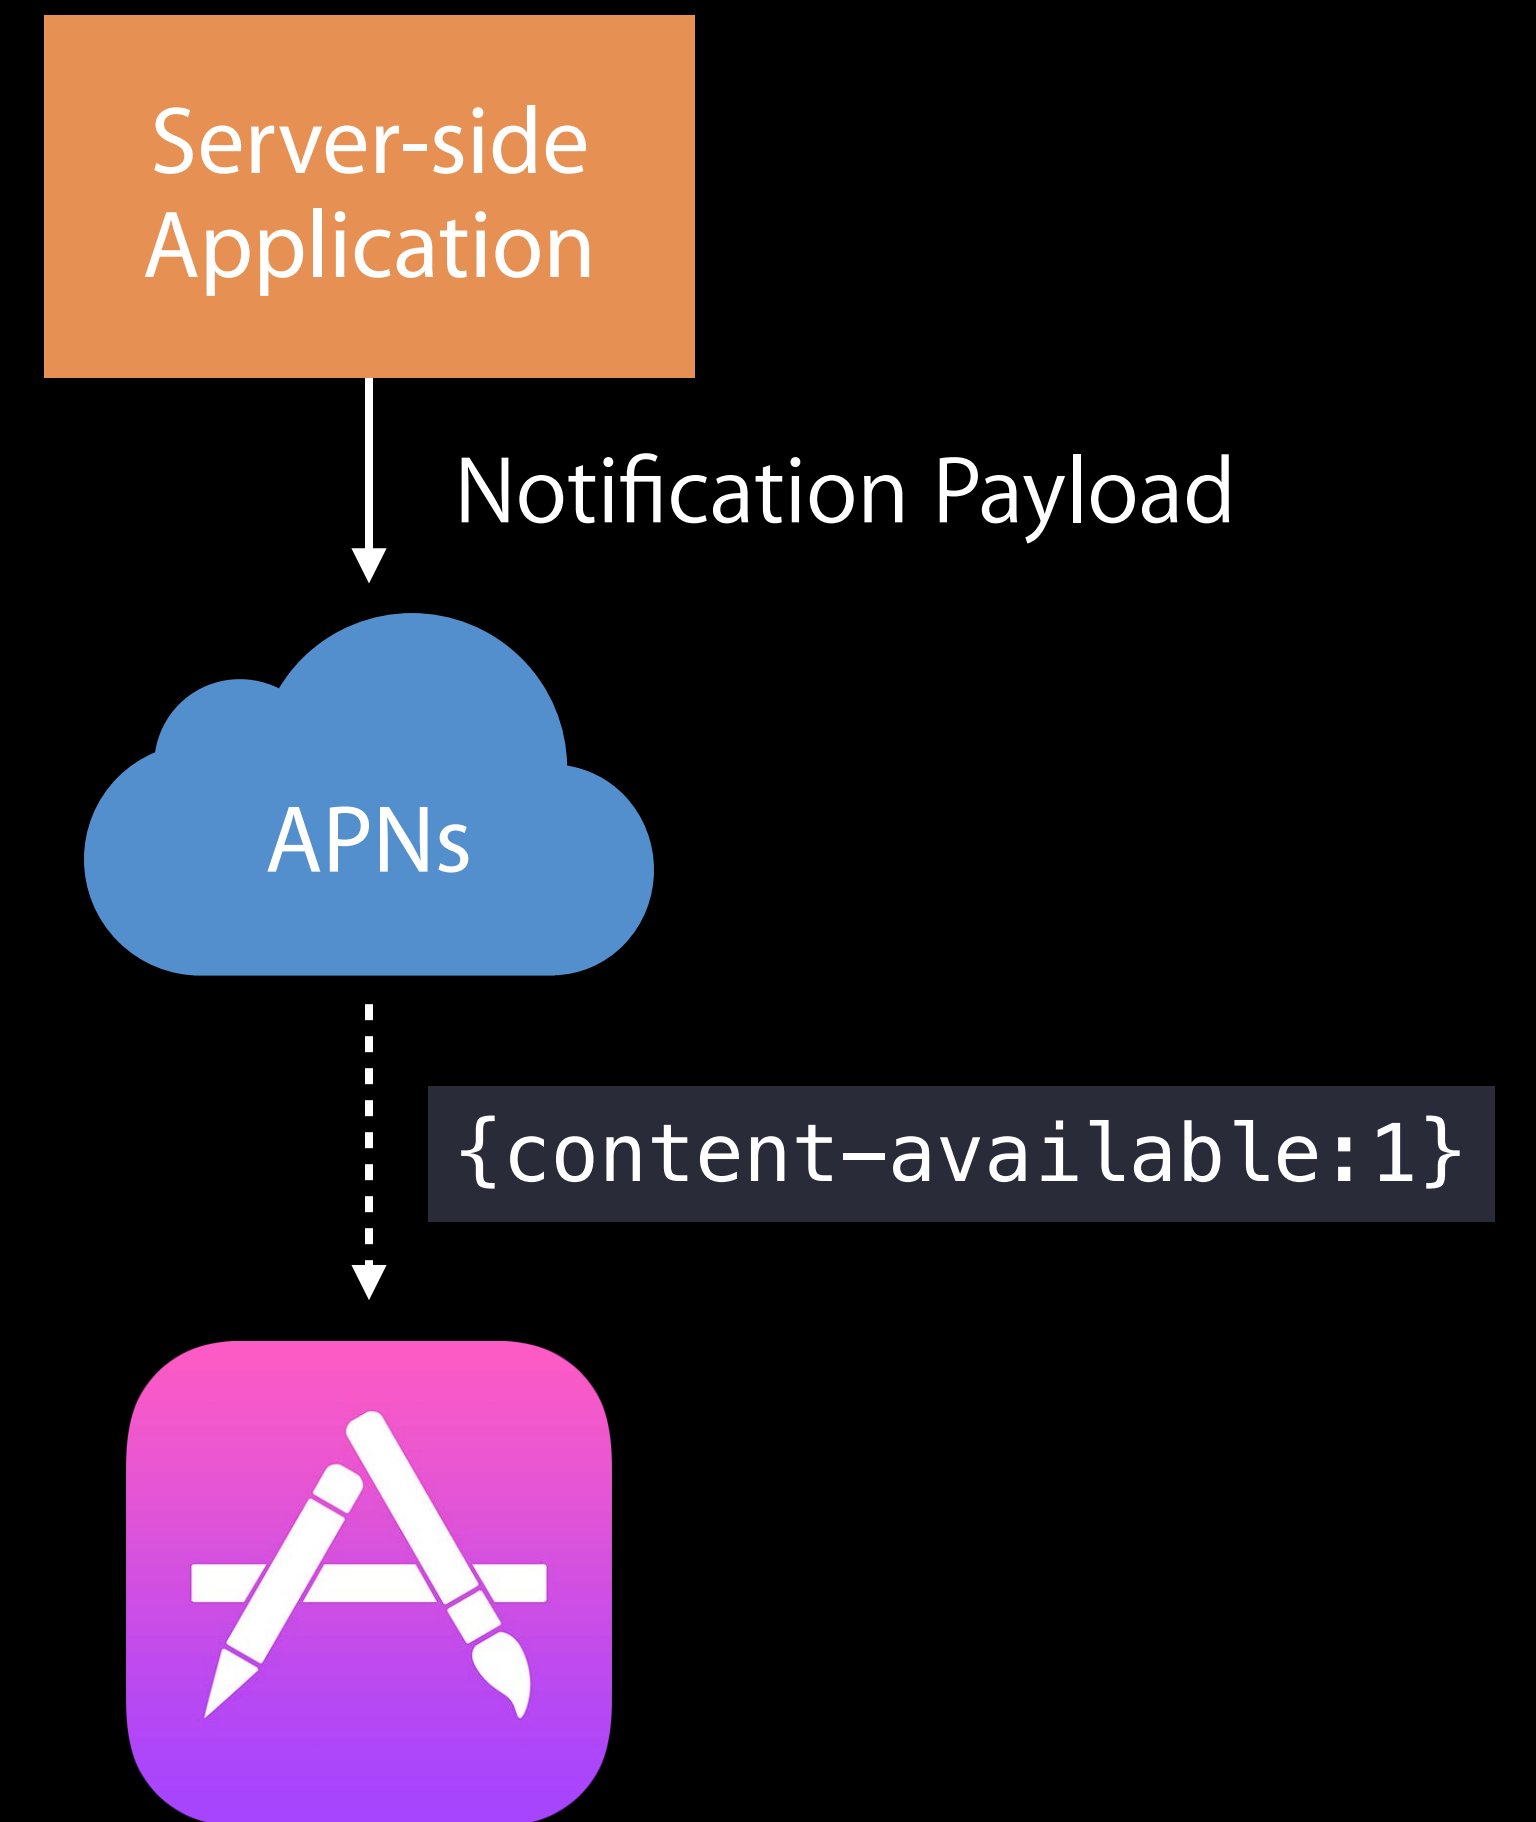 Server-side
Application
Notification Payload
APNs
{content-available:1}